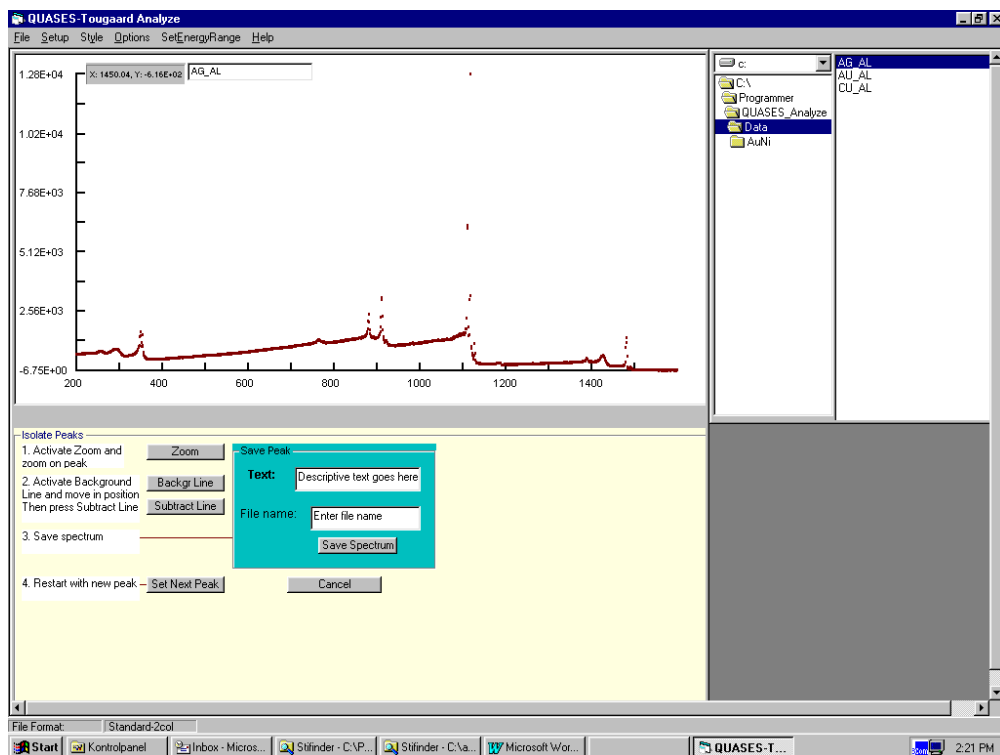 QUASES-Tougaard Analyze
File Setup Style Options SetEnergyRange Help
X: 1450.04, Y: -6.16E+02
AG_AL
1.28E+04
1.02E+04
7.68E+03
5.12E+03
2.56E+03
-6.75E+00
200 400 600 800 1000 1200 1400
c:
C:\
Programmer
QUASES_Analyze
Data
AuNi
AG_AL
AU_AL
CU_AL
Isolate Peaks
1. Activate Zoom and
zoom on peak
Zoom
2. Activate Background
Line and move in position
Then press Subtract Line
Backgr Line
Subtract Line
3. Save spectrum
Save Peak
Text: Descriptive text goes here
File name: Enter file name
Save Spectrum
4. Restart with new peak
Set Next Peak
Cancel
File Format: Standard-2col
Start Kontrolpanel Inbox - Micros... Stifinder - C:\P... Stifinder - C:\a... Microsoft Wor... QUASES-T... 2:21 PM